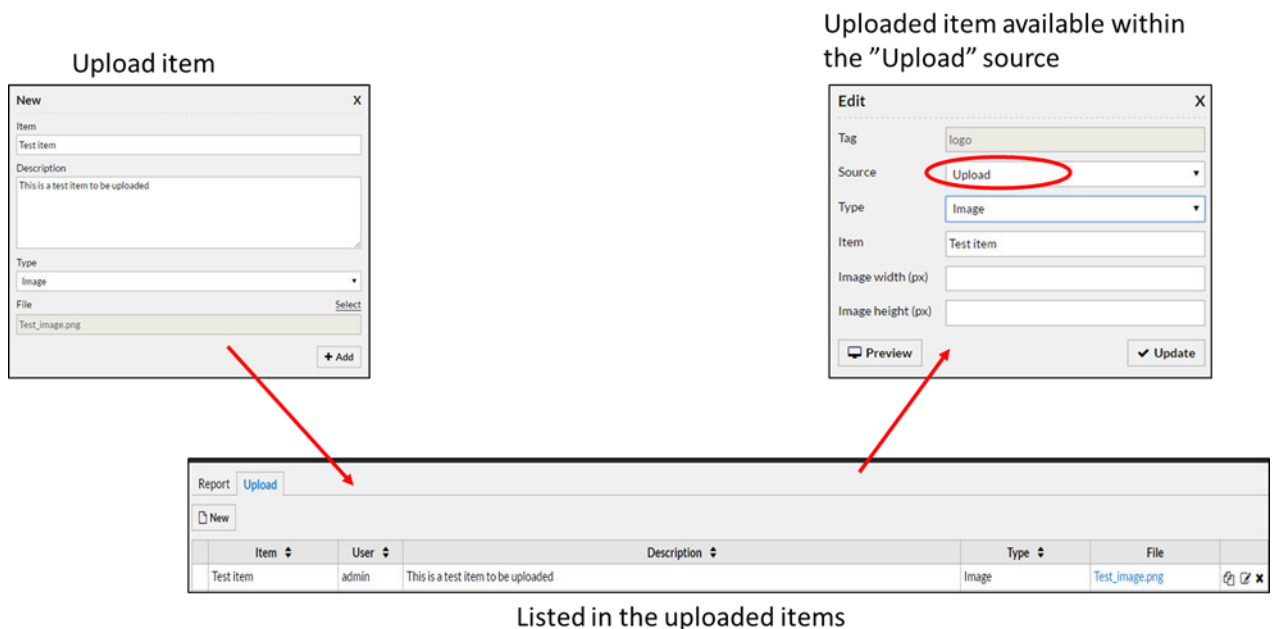 Upload item
New X
Item
Test item
Description
This is a test item to be uploaded
Type
Image
File Select
Test_image.png
+ Add
Uploaded item available within
the ”Upload” source
Edit X
Tag logo
Source Upload
Type Image
Item Test item
Image width (px)
Image height (px)
Preview Update
Report Upload
New
Item User Description Type File
Test item admin This is a test item to be uploaded Image Test_image.png
Listed in the uploaded items